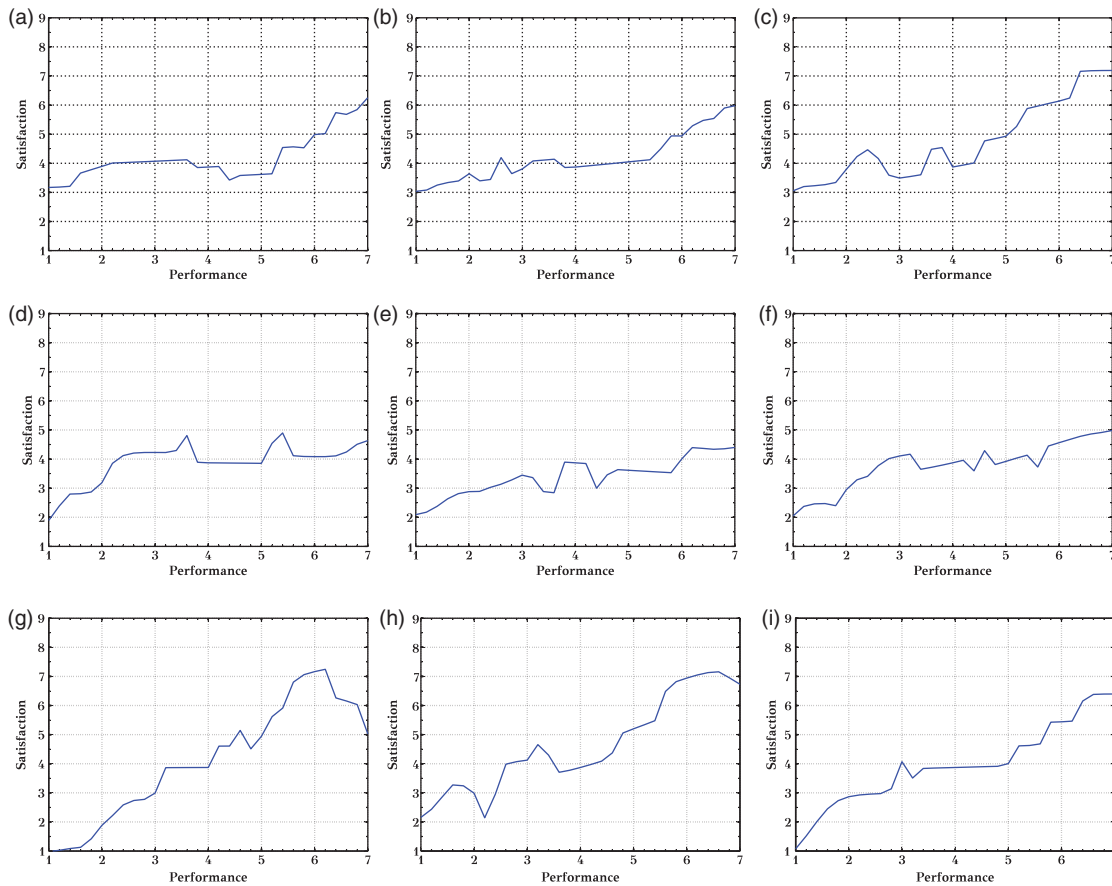 (a)
9
8
7
6
5
4
3
2
1
Satisfaction
1 2 3 4 5 6 7
Performance
(b)
9
8
7
6
5
4
3
2
1
Satisfaction
1 2 3 4 5 6 7
Performance
(c)
9
8
7
6
5
4
3
2
1
Satisfaction
1 2 3 4 5 6 7
Performance
(d)
9
8
7
6
5
4
3
2
1
Satisfaction
1 2 3 4 5 6 7
Performance
(e)
9
8
7
6
5
4
3
2
1
Satisfaction
1 2 3 4 5 6 7
Performance
(f)
9
8
7
6
5
4
3
2
1
Satisfaction
1 2 3 4 5 6 7
Performance
(g)
9
8
7
6
5
4
3
2
1
Satisfaction
1 2 3 4 5 6 7
Performance
(h)
9
8
7
6
5
4
3
2
1
Satisfaction
1 2 3 4 5 6 7
Performance
(i)
9
8
7
6
5
4
3
2
1
Satisfaction
1 2 3 4 5 6
Performance